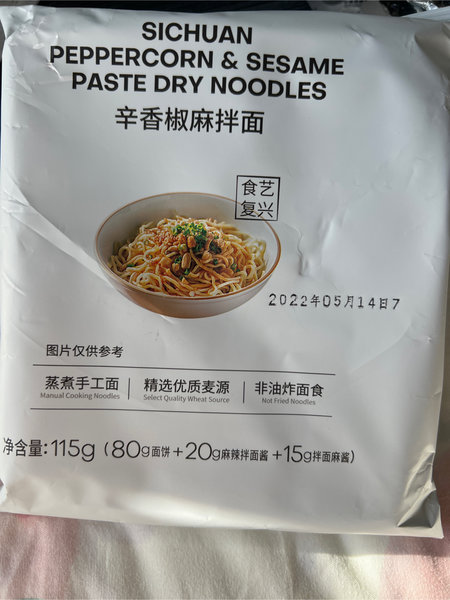 SICHUAN
PEPPERCORN & SESAME
PASTE DRY NOODLES
辛香椒麻拌面
食艺
复兴
2022年05月14日7
图片仅供参考
蒸煮手工面 精选优质麦源 非油炸面食
Manual Cooking Noodles Select Quality Wheat Source Not Fried Noodles
净含量:115g (80g面饼+20g麻辣拌面酱+15g拌面麻酱)